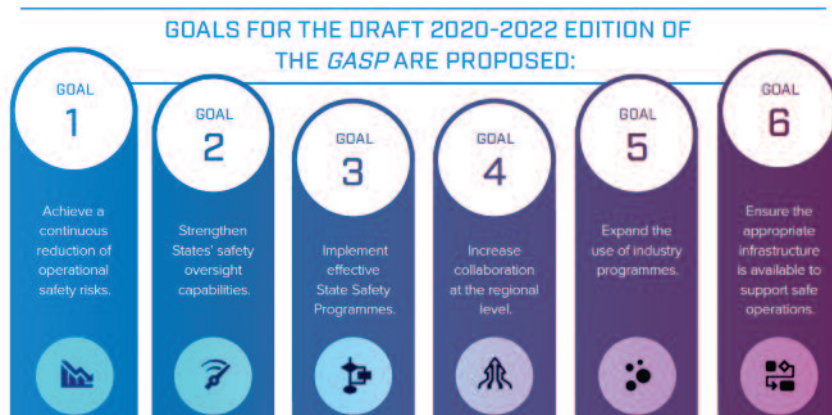 GOALS FOR THE DRAFT 2020-2022 EDITION OF
THE GASP ARE PROPOSED:
GOAL
1
Achieve a
continuous
reduction of
operational
safety risks.
GOAL
2
Strengthen
States' safety
oversight
capabilities.
GOAL
3
Implement
effective
State Safety
Programmes.
GOAL
4
Increase
collaboration
at the regional
level.
GOAL
5
Expand the
use of industry
programmes.
GOAL
6
Ensure the
appropriate
infrastructure
is available to
support safe
operations.